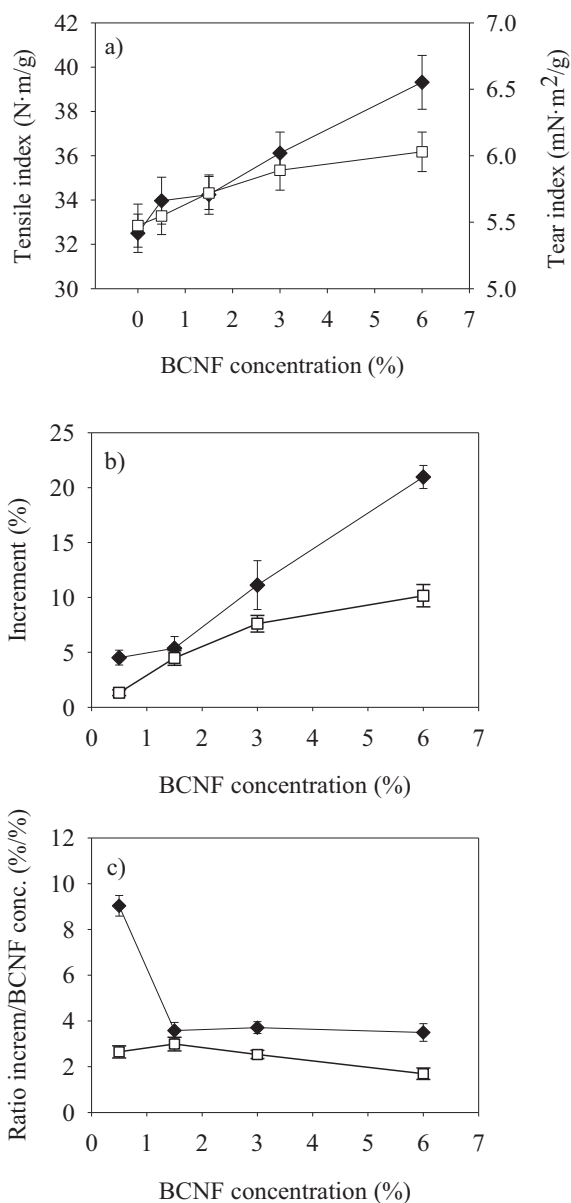 a)
Tensile index (N·m/g)
42
40
38
36
34
32
30
Tear index (mN·m²/g)
7.0
6.5
6.0
5.5
5.0
0 1 2 3 4 5 6 7
BCNF concentration (%)
b)
Increment (%)
25
20
15
10
5
0
0 1 2 3 4 5 6 7
BCNF concentration (%)
c)
Ratio increm/BCNF conc. (%/%)
12
10
8
6
4
2
0
0 1 2 3 4 5 6 7
BCNF concentration (%)